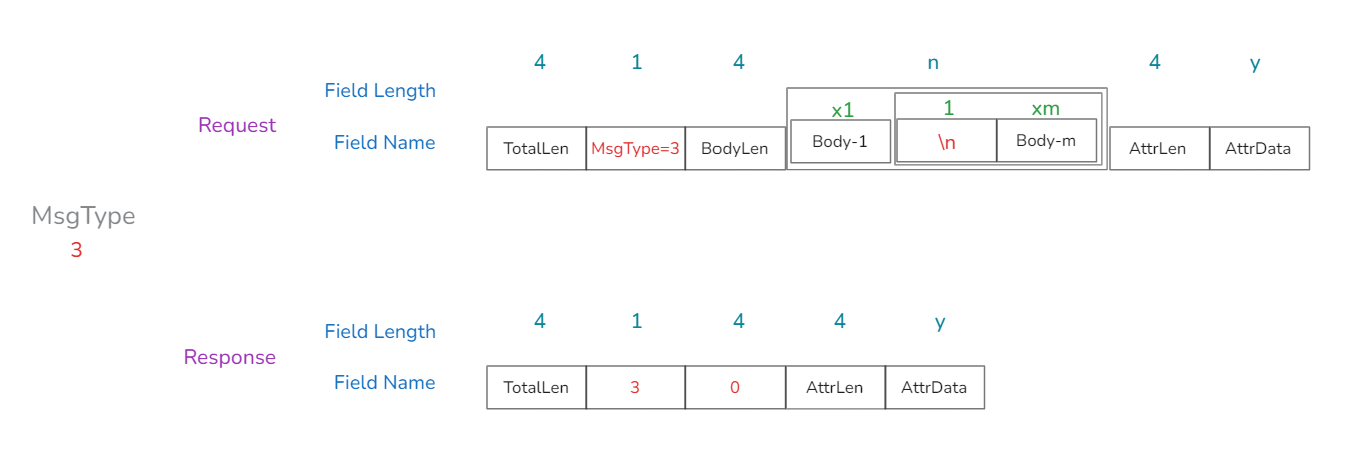 4 1 4 n 4 y
Field Length
x1 1 xm
Request
Field Name
TotalLen MsgType=3 BodyLen Body-1 \n Body-m AttrLen AttrData
MsgType
3
4 1 4 4 y
Field Length
Response
Field Name
TotalLen 3 0 AttrLen AttrData